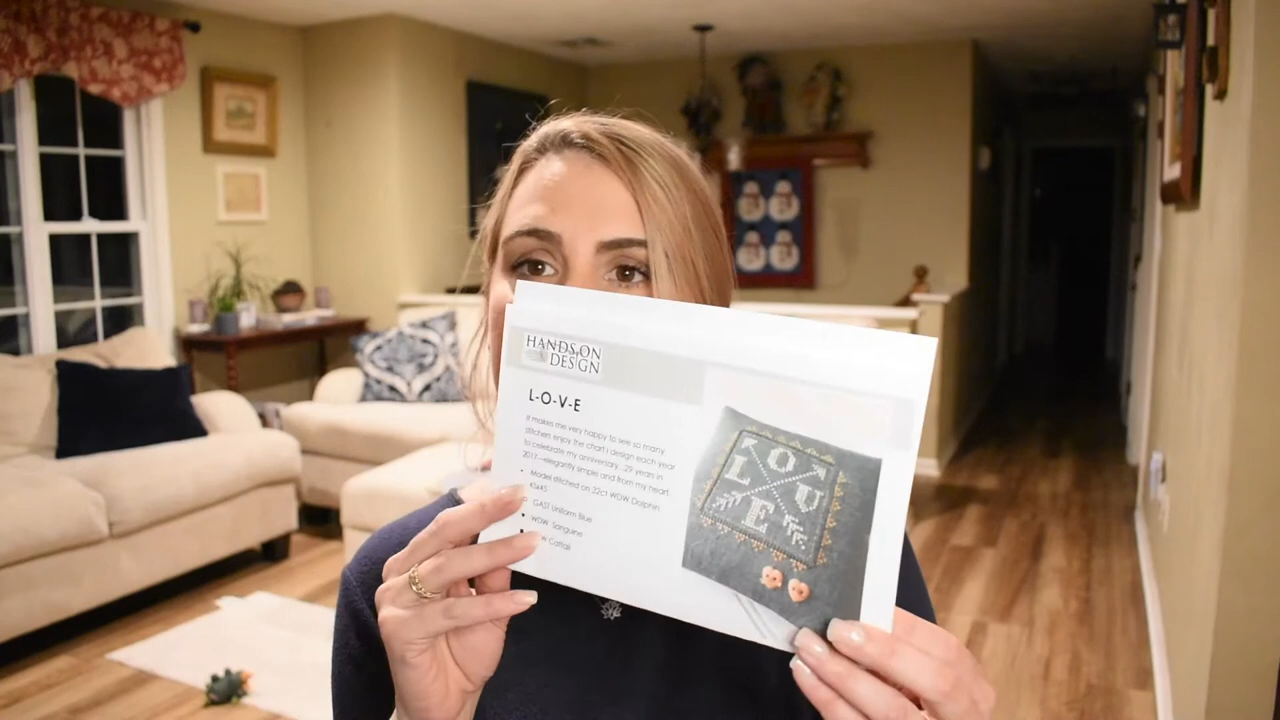 HANDS ON
DESIGN
L-O-V-E
It makes me very happy to see so many
stitchers enjoy the chart I design each year
to celebrate my anniversary...29 years in
2017—elegantly simple and from my heart.
Model stitched on 32ct WDW Dolphin
45x45
GAST Uniform Blue
WDW Sanguine
Cattail
L O
E V